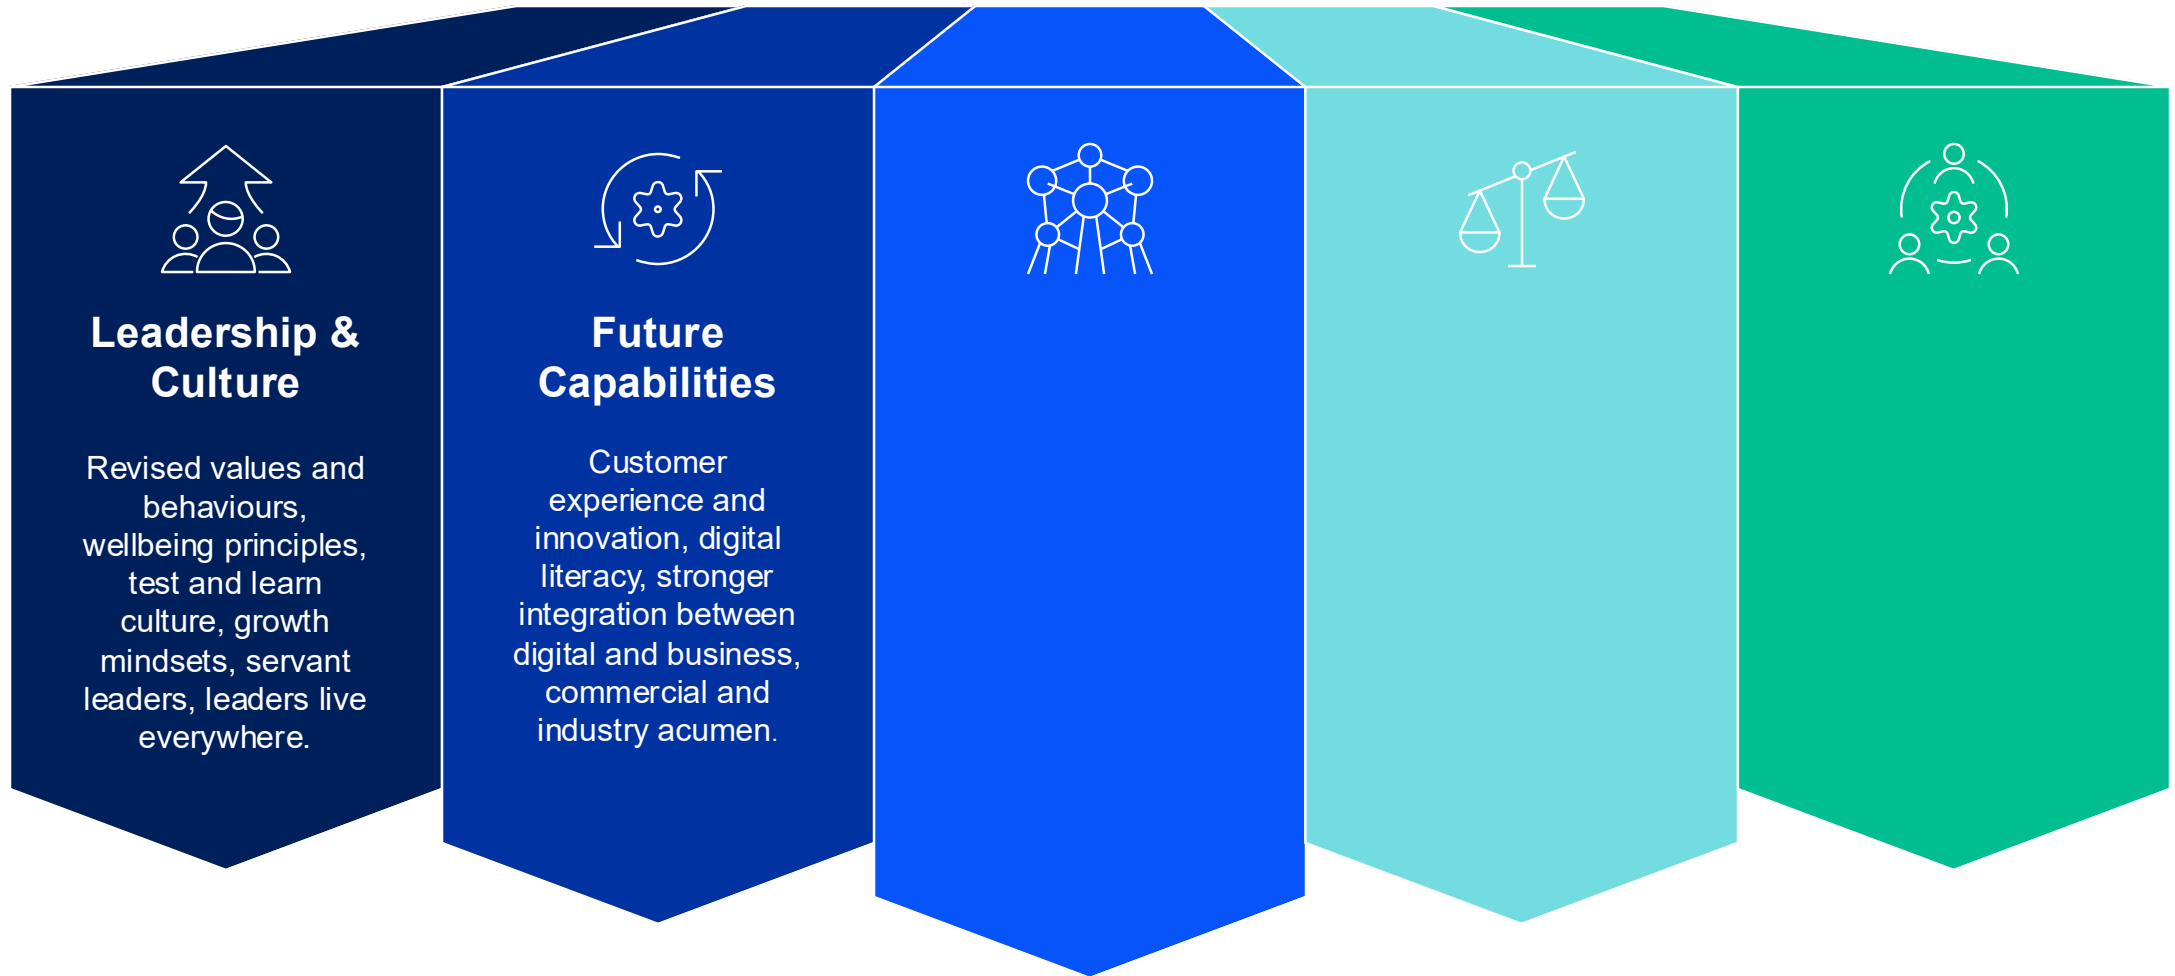 Leadership &
Culture
Revised values and
behaviours,
wellbeing principles,
test and learn
culture, growth
mindsets, servant
leaders, leaders live
everywhere.
Future
Capabilities
Customer
experience and
innovation, digital
literacy, stronger
integration between
digital and business,
commercial and
industry acumen.